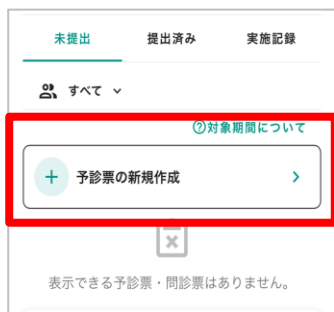 未提出 提出済み 実施記録
すべて
?対象期間について
+ 予診票の新規作成 >
表示できる予診票・問診票はありません。